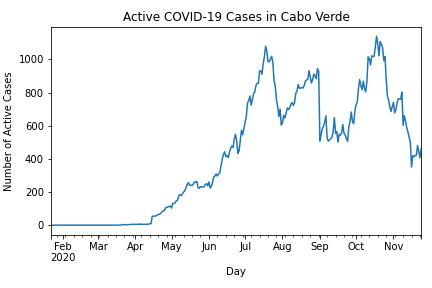 Active COVID-19 Cases in Cabo Verde
Number of Active Cases
1000
800
600
400
200
0
Feb Mar Apr May Jun Jul Aug Sep Oct Nov
2020
Day